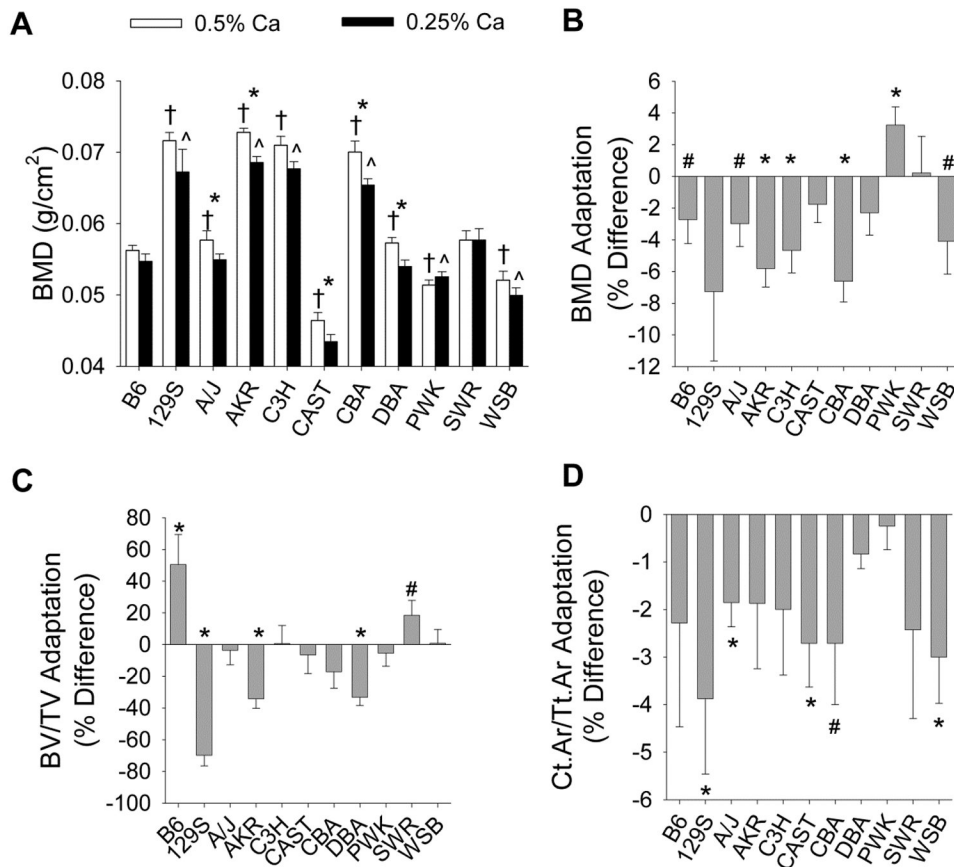 A
0.5% Ca
0.25% Ca
† * ^ † * † * ^ † ^ † * † * ^ † * † ^ † ^
BMD (g/cm²)
0.08
0.07
0.06
0.05
0.04
B6 129S A/J AKR C3H CAST CBA DBA PWK SWR WSB
B
BMD Adaptation
(% Difference)
6
4
2
0
-2
-4
-6
-8
-10
-12
# # * * * * #
B6 129S A/J AKR C3H CAST CBA DBA PWK SWR WSB
C
BV/TV Adaptation
(% Difference)
80
60
40
20
0
-20
-40
-60
-80
-100
* * * * #
B6 129S A/J AKR C3H CAST CBA DBA PWK SWR WSB
D
Ct.Ar/Tt.Ar Adaptation
(% Difference)
0
-1
-2
-3
-4
-5
-6
* * * # *
B6 129S A/J AKR C3H CAST CBA DBA PWK SWR WSB